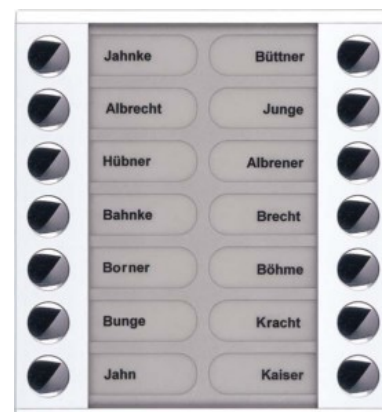 Jahnke Büttner
Albrecht Junge
Hübner Albrener
Bahnke Brecht
Borner Böhme
Bunge Kracht
Jahn Kaiser